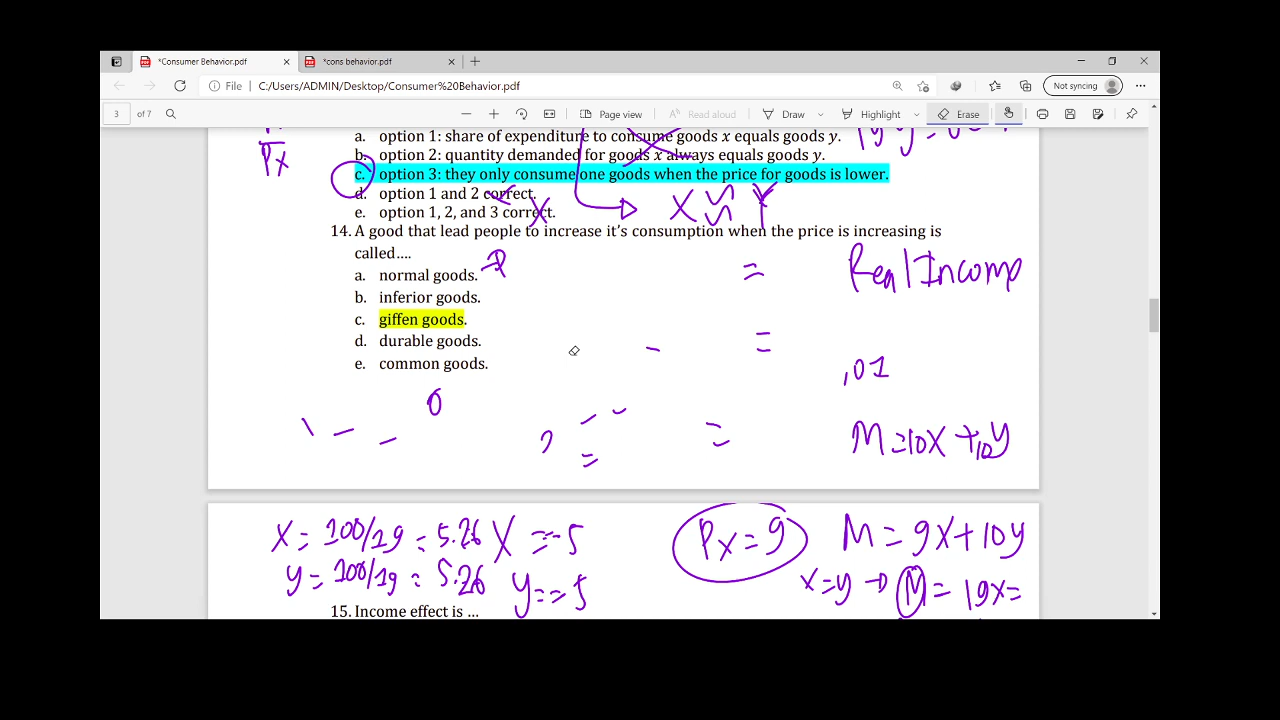 *Consumer Behavior.pdf
*cons behavior.pdf
File C:/Users/ADMIN/Desktop/Consumer%20Behavior.pdf Not syncing
3 of 7 Page view Read aloud Draw Highlight Erase
Px
a. option 1: share of expenditure to consume goods x equals goods y.
b. option 2: quantity demanded for goods x always equals goods y.
c. option 3: they only consume one goods when the price for goods is lower.
d. option 1 and 2 correct.
e. option 1, 2, and 3 correct.
X Y
14. A good that lead people to increase it's consumption when the price is increasing is
called....
a. normal goods.
= Real Incomp
b. inferior goods.
c. giffen goods.
d. durable goods.
e. common goods.
,01
M=10X+10y
X=100/19=5.26 X==5
Px=9 M=9X+10y
y=100/19=5.26 y==5
x=y → M=19x=
15. Income effect is ...